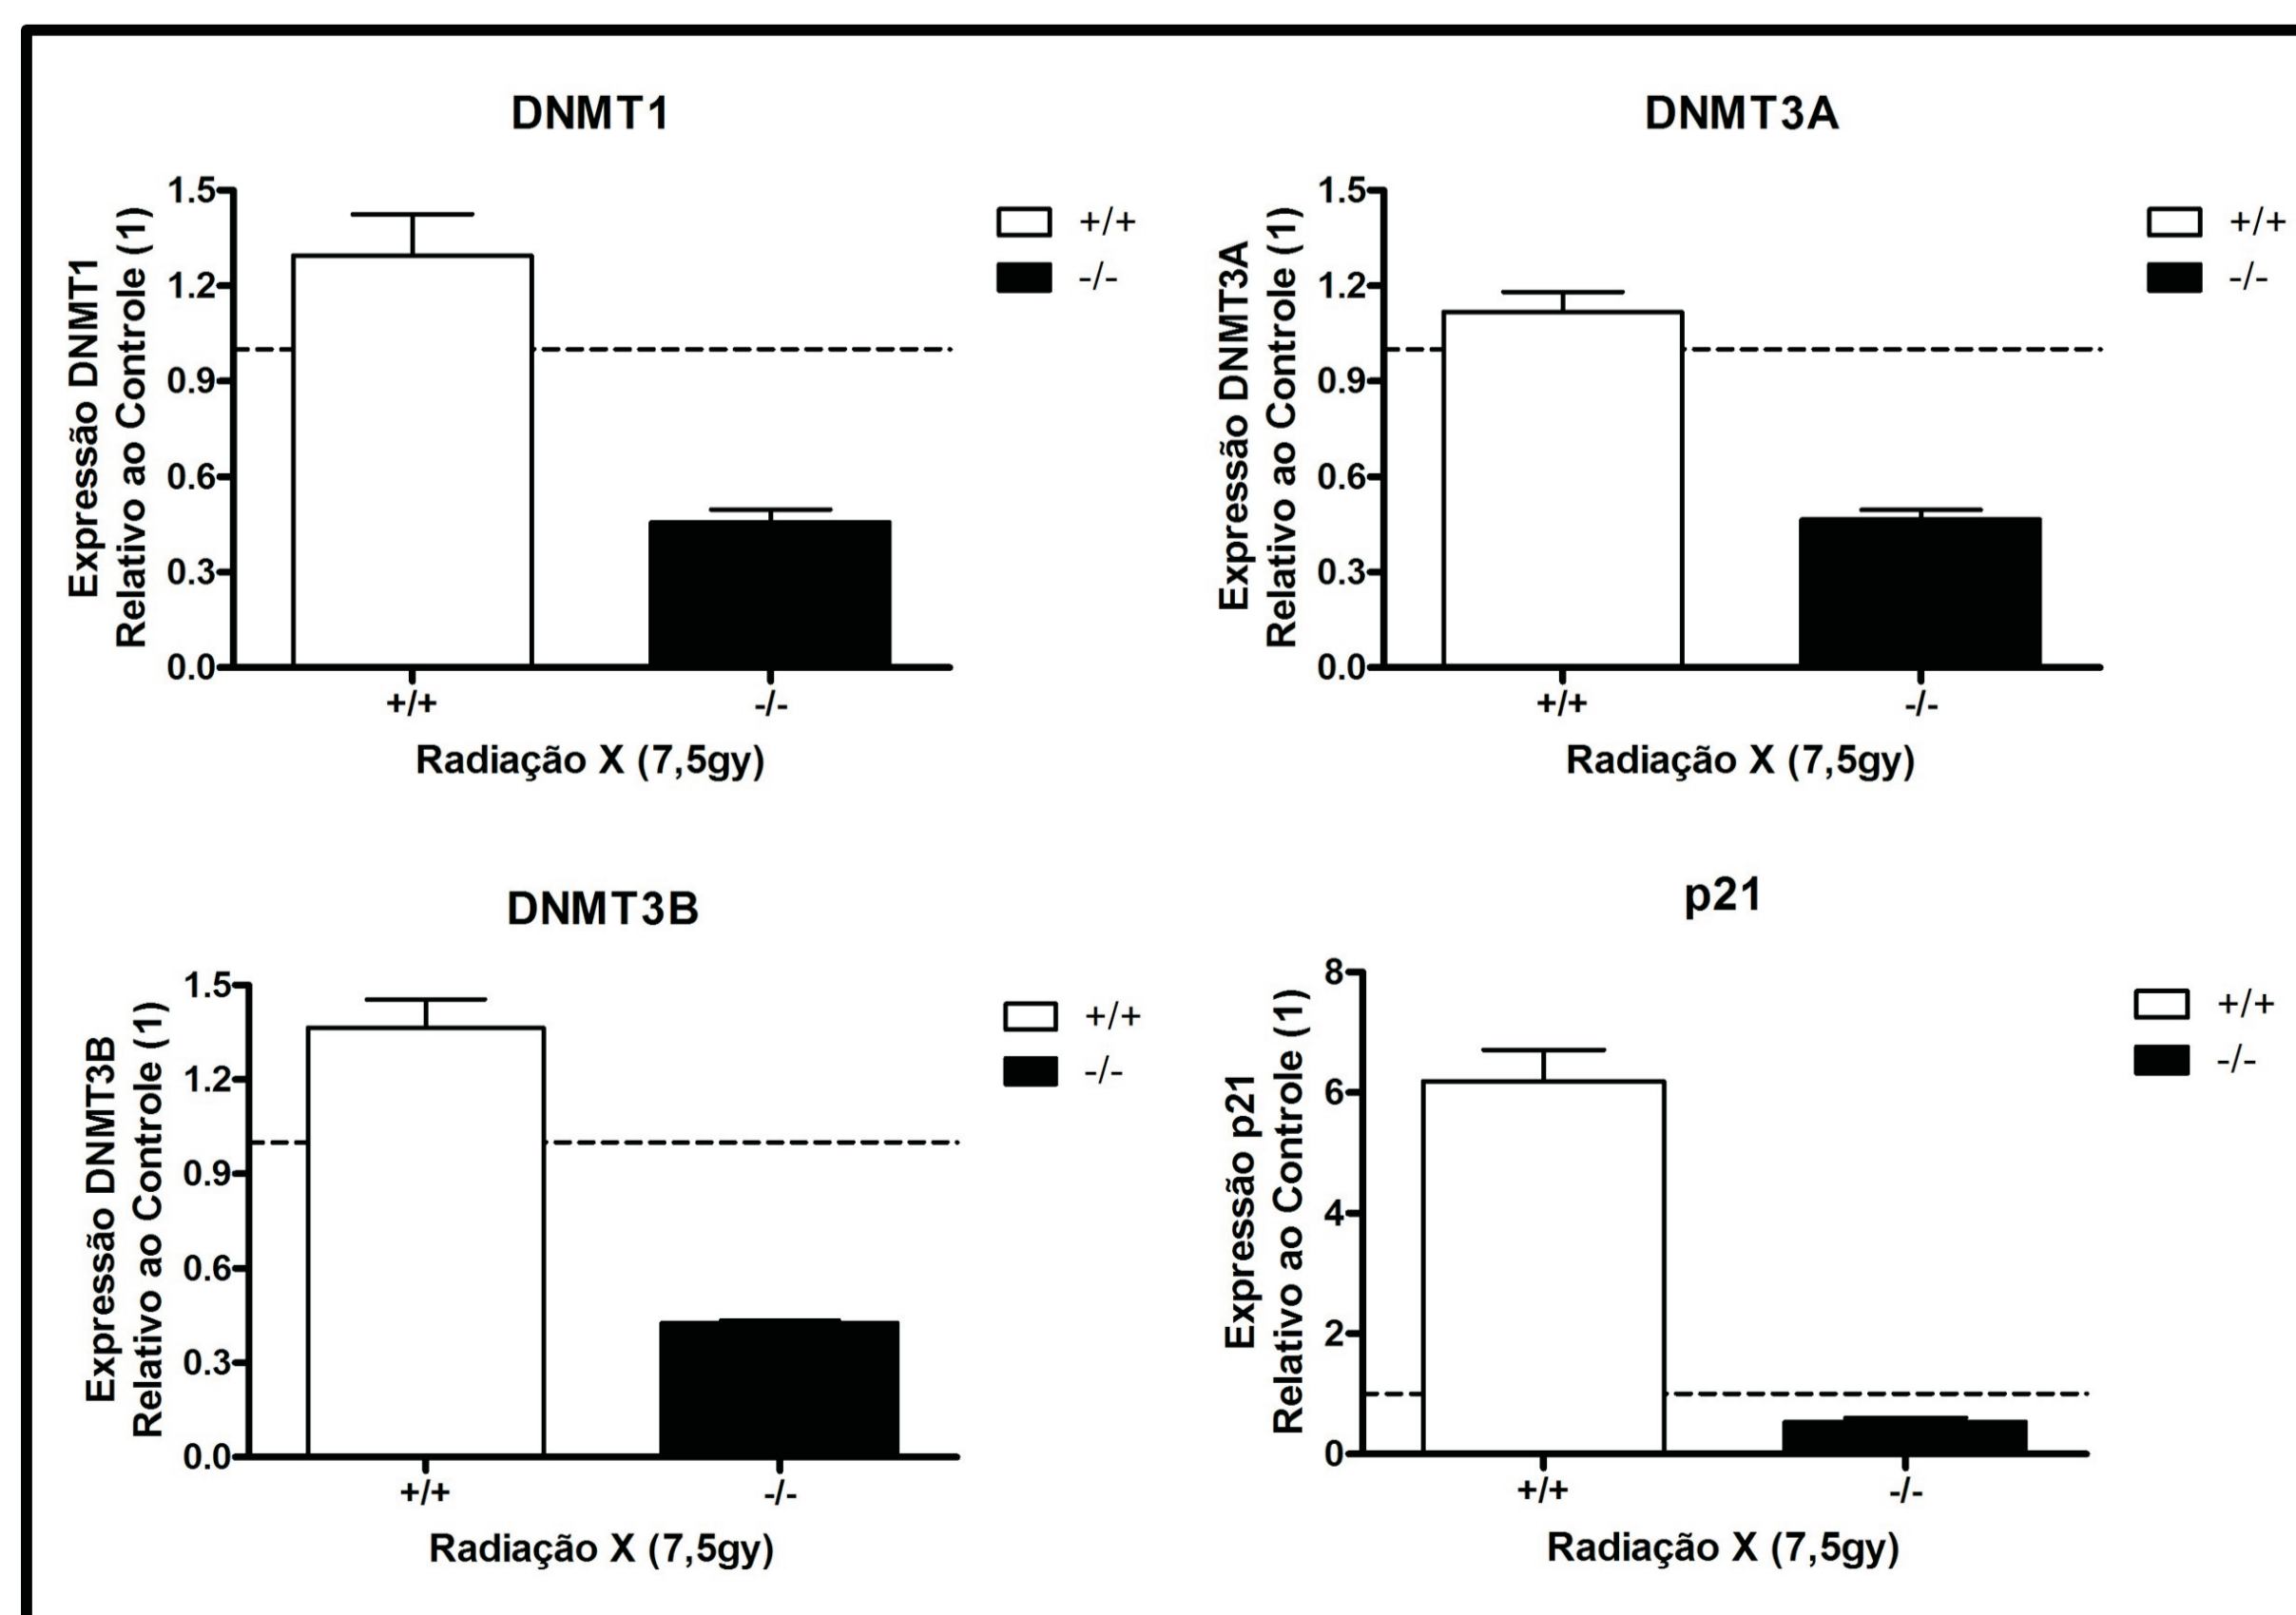 DNMT1
Expressão DNMT1
Relativo ao Controle (1)
1.5
1.2
0.9
0.6
0.3
0.0
+/+
-/-
+/+
-/-
Radiação X (7,5gy)
DNMT3A
Expressão DNMT3A
Relativo ao Controle (1)
1.5
1.2
0.9
0.6
0.3
0.0
+/+
-/-
+/+
-/-
Radiação X (7,5gy)
DNMT3B
Expressão DNMT3B
Relativo ao Controle (1)
1.5
1.2
0.9
0.6
0.3
0.0
+/+
-/-
+/+
-/-
Radiação X (7,5gy)
p21
Expressão p21
Relativo ao Controle (1)
8
6
4
2
0
+/+
-/-
+/+
-/-
Radiação X (7,5gy)